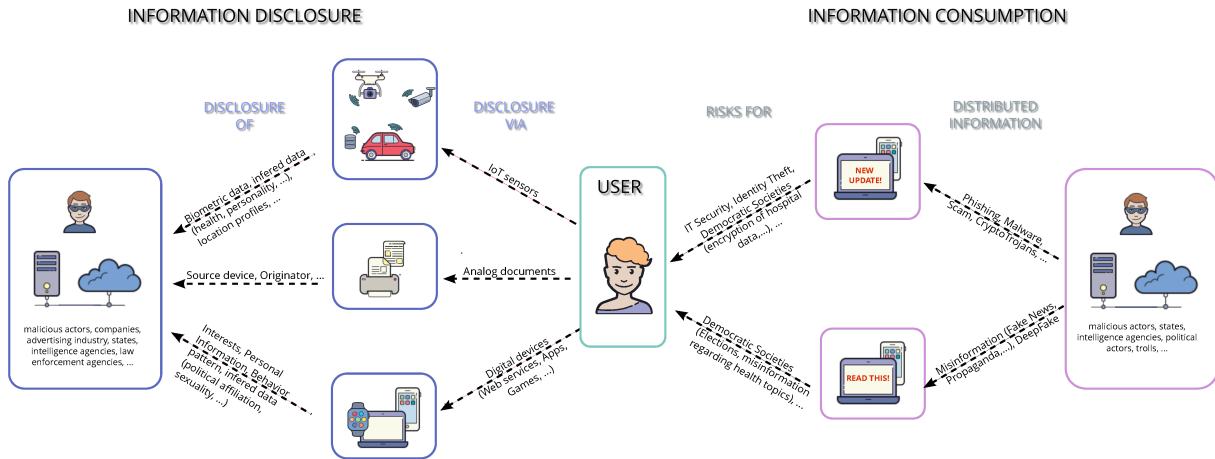 INFORMATION DISCLOSURE
INFORMATION CONSUMPTION
DISCLOSURE
OF
DISCLOSURE
VIA
RISKS FOR
DISTRIBUTED
INFORMATION
malicious actors, companies,
advertising industry, states,
intelligence agencies, law
enforcement agencies, ...
Biometric data, infered data
(health, personality, ...),
location profiles, ...
Source device, Originator, ...
Interests, Personal
Information, Behavior
pattern, infered data
(political affiliation,
sexuality, ...)
IoT sensors
Analog documents
Digital devices
(Web services, Apps,
Games, ...)
USER
IT Security, Identity Theft,
Democratic Societies
(encryption of hospital
data,...), ...
Democratic Societies
(Elections, misinformation
regarding health topics), ...
NEW
UPDATE!
READ THIS!
Phishing, Malware,
Scam, CryptoTrojans, ...
Misinformation (Fake News,
Propaganda,...), DeepFake
malicious actors, states,
intelligence agencies, political
actors, trolls, ...